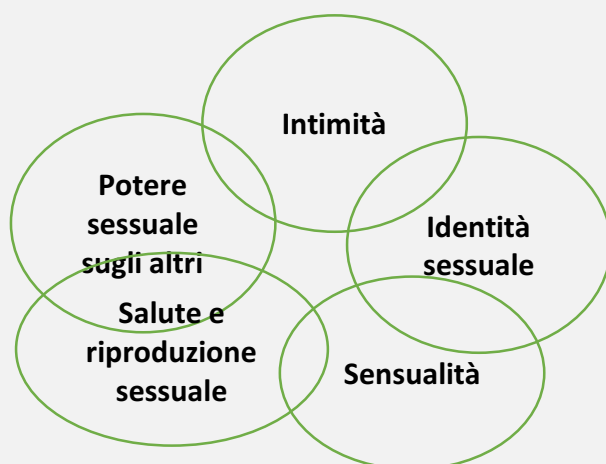 Intimità
Potere
sessuale
sugli altri
Identità
sessuale
Salute e
riproduzione
sessuale
Sensualità